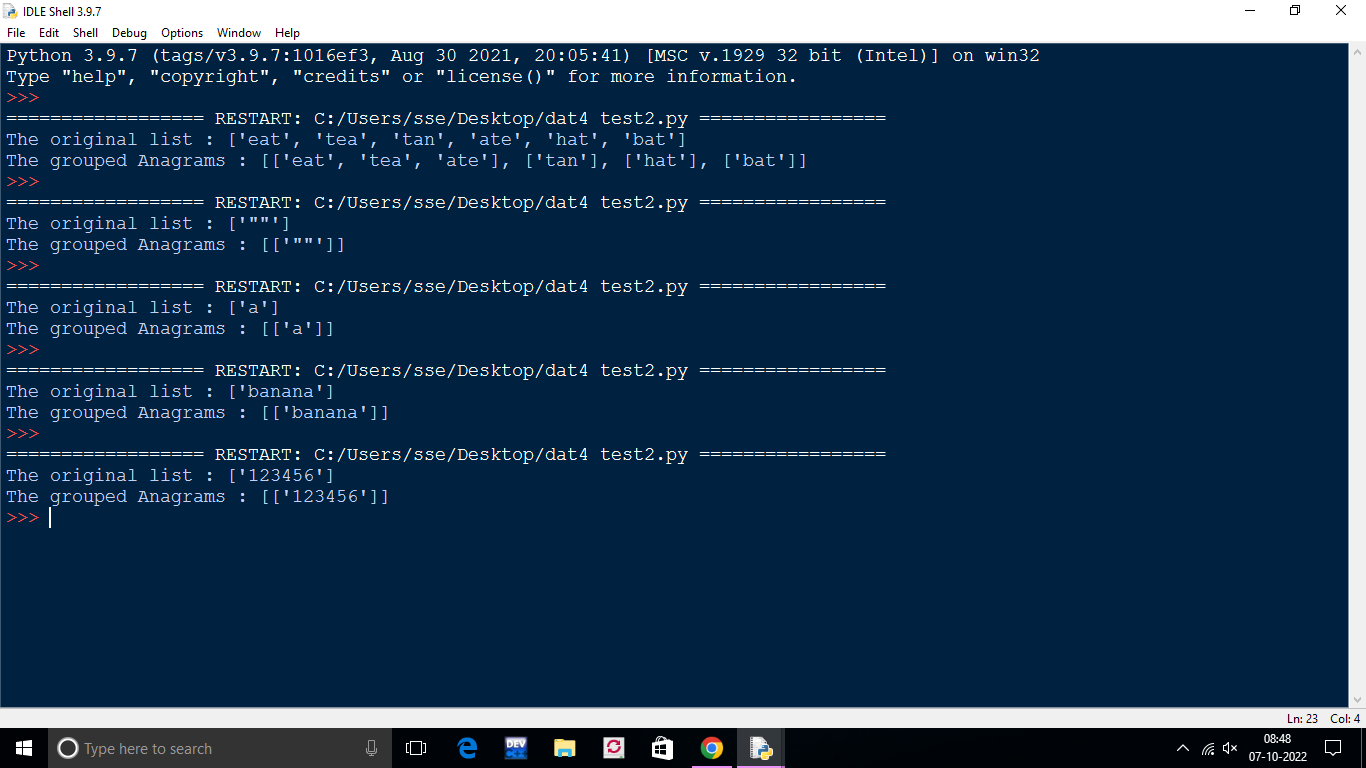 IDLE Shell 3.9.7
File Edit Shell Debug Options Window Help
Python 3.9.7 (tags/v3.9.7:1016ef3, Aug 30 2021, 20:05:41) [MSC v.1929 32 bit (Intel)] on win32
Type "help", "copyright", "credits" or "license()" for more information.
>>>
================== RESTART: C:/Users/sse/Desktop/dat4 test2.py =================
The original list : ['eat', 'tea', 'tan', 'ate', 'hat', 'bat']
The grouped Anagrams : [['eat', 'tea', 'ate'], ['tan'], ['hat'], ['bat']]
>>>
================== RESTART: C:/Users/sse/Desktop/dat4 test2.py =================
The original list : ['""']
The grouped Anagrams : [['""']]
>>>
================== RESTART: C:/Users/sse/Desktop/dat4 test2.py =================
The original list : ['a']
The grouped Anagrams : [['a']]
>>>
================== RESTART: C:/Users/sse/Desktop/dat4 test2.py =================
The original list : ['banana']
The grouped Anagrams : [['banana']]
>>>
================== RESTART: C:/Users/sse/Desktop/dat4 test2.py =================
The original list : ['123456']
The grouped Anagrams : [['123456']]
>>>
Ln: 23 Col: 4
Type here to search
DEV
C++
08:48
07-10-2022